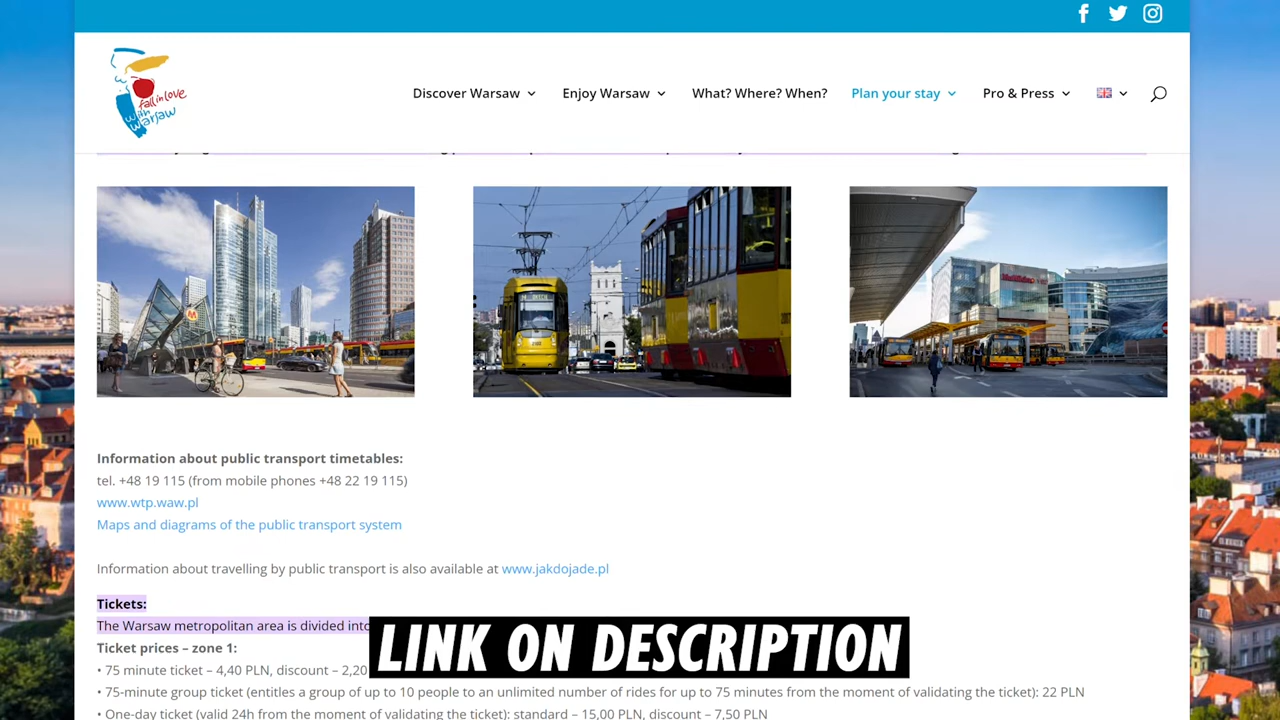 fall in love
with
warsaw
Discover Warsaw
Enjoy Warsaw
What? Where? When?
Plan your stay
Pro & Press
M
Information about public transport timetables:
tel. +48 19 115 (from mobile phones +48 22 19 115)
www.wtp.waw.pl
Maps and diagrams of the public transport system
Information about travelling by public transport is also available at www.jakdojade.pl
Tickets:
The Warsaw metropolitan area is divided into
LINK ON DESCRIPTION
Ticket prices – zone 1:
• 75 minute ticket – 4,40 PLN, discount – 2,20
• 75-minute group ticket (entitles a group of up to 10 people to an unlimited number of rides for up to 75 minutes from the moment of validating the ticket): 22 PLN
• One-day ticket (valid 24h from the moment of validating the ticket): standard – 15,00 PLN, discount – 7,50 PLN